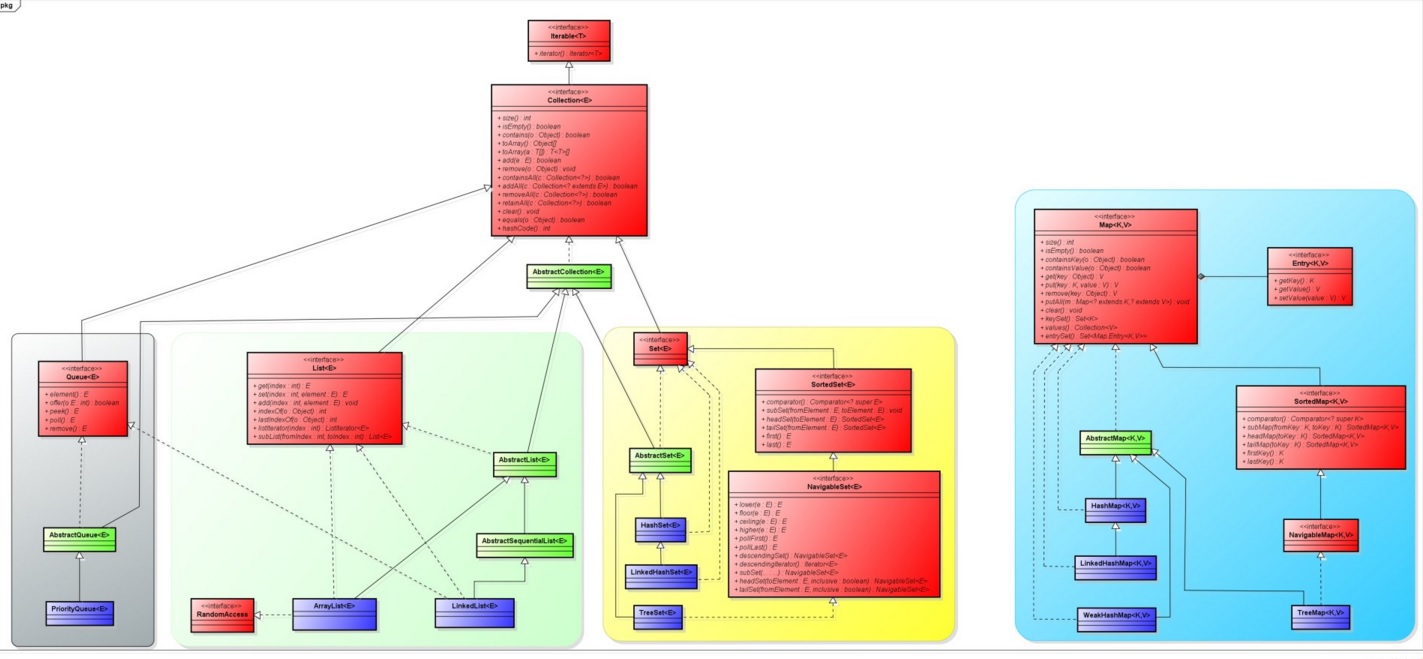 pkg
<<interface>>
Iterable<T>
+ iterator() : Iterator<T>
<<interface>>
Collection<E>
+ size() : int
+ isEmpty() : boolean
+ contains(o : Object) : boolean
+ toArray() : Object[]
+ toArray(a : T[]) : T<T>[]
+ add(e : E) : boolean
+ remove(o : Object) : void
+ containsAll(c : Collection<?>) : boolean
+ addAll(c : Collection<? extends E>) : boolean
+ removeAll(c : Collection<?>) : boolean
+ retainAll(c : Collection<?>) : boolean
+ clear() : void
+ equals(o : Object) : boolean
+ hashCode() : int
AbstractCollection<E>
<<interface>>
Queue<E>
+ element() : E
+ offer(o E : int) : boolean
+ peek() : E
+ poll() : E
+ remove() : E
AbstractQueue<E>
PriorityQueue<E>
<<interface>>
List<E>
+ get(index : int) : E
+ set(index : int, element : E) : E
+ add(index : int, element : E) : void
+ indexOf(o : Object) : int
+ lastIndexOf(o : Object) : int
+ listIterator(index : int) : ListIterator<E>
+ subList(fromIndex : int, toIndex : int) : List<E>
AbstractList<E>
AbstractSequentialList<E>
<<interface>>
RandomAccess
ArrayList<E>
LinkedList<E>
<<interface>>
Set<E>
<<interface>>
SortedSet<E>
+ comparator() : Comparator<? super E>
+ subSet(fromElement : E, toElement : E) : void
+ headSet(toElement : E) : SortedSet<E>
+ tailSet(fromElement : E) : SortedSet<E>
+ first() : E
+ last() : E
AbstractSet<E>
<<interface>>
NavigableSet<E>
+ lower(e : E) : E
+ floor(e : E) : E
+ ceiling(e : E) : E
+ higher(e : E) : E
+ pollFirst() : E
+ pollLast() : E
+ descendingSet() : NavigableSet<E>
+ descendingIterator() : Iterator<E>
+ subSet(. . . .) : NavigableSet<E>
+ headSet(toElement : E, inclusive : boolean) : NavigableSet<E>
+ tailSet(fromElement : E, inclusive : boolean) : NavigableSet<E>
HashSet<E>
LinkedHashSet<E>
TreeSet<E>
<<interface>>
Map<K,V>
+ size() : int
+ isEmpty() : boolean
+ containsKey(o : Object) : boolean
+ containsValue(o : Object) : boolean
+ get(key : Object) : V
+ put(key : K, value : V) : V
+ remove(key : Object) : V
+ putAll(m : Map<? extends K,? extends V>) : void
+ clear() : void
+ keySet() : Set<K>
+ values() : Collection<V>
+ entrySet() : Set<Map.Entry<K,V>>
<<interface>>
Entry<K,V>
+ getKey() : K
+ getValue() : V
+ setValue(value : V) : V
<<interface>>
SortedMap<K,V>
+ comparator() : Comparator<? super K>
+ subMap(fromKey : K, toKey : K) : SortedMap<K,V>
+ headMap(toKey : K) : SortedMap<K,V>
+ tailMap(toKey : K) : SortedMap<K,V>
+ firstKey() : K
+ lastKey() : K
AbstractMap<K,V>
HashMap<K,V>
<<interface>>
NavigableMap<K,V>
LinkedHashMap<K,V>
WeakHashMap<K,V>
TreeMap<K,V>